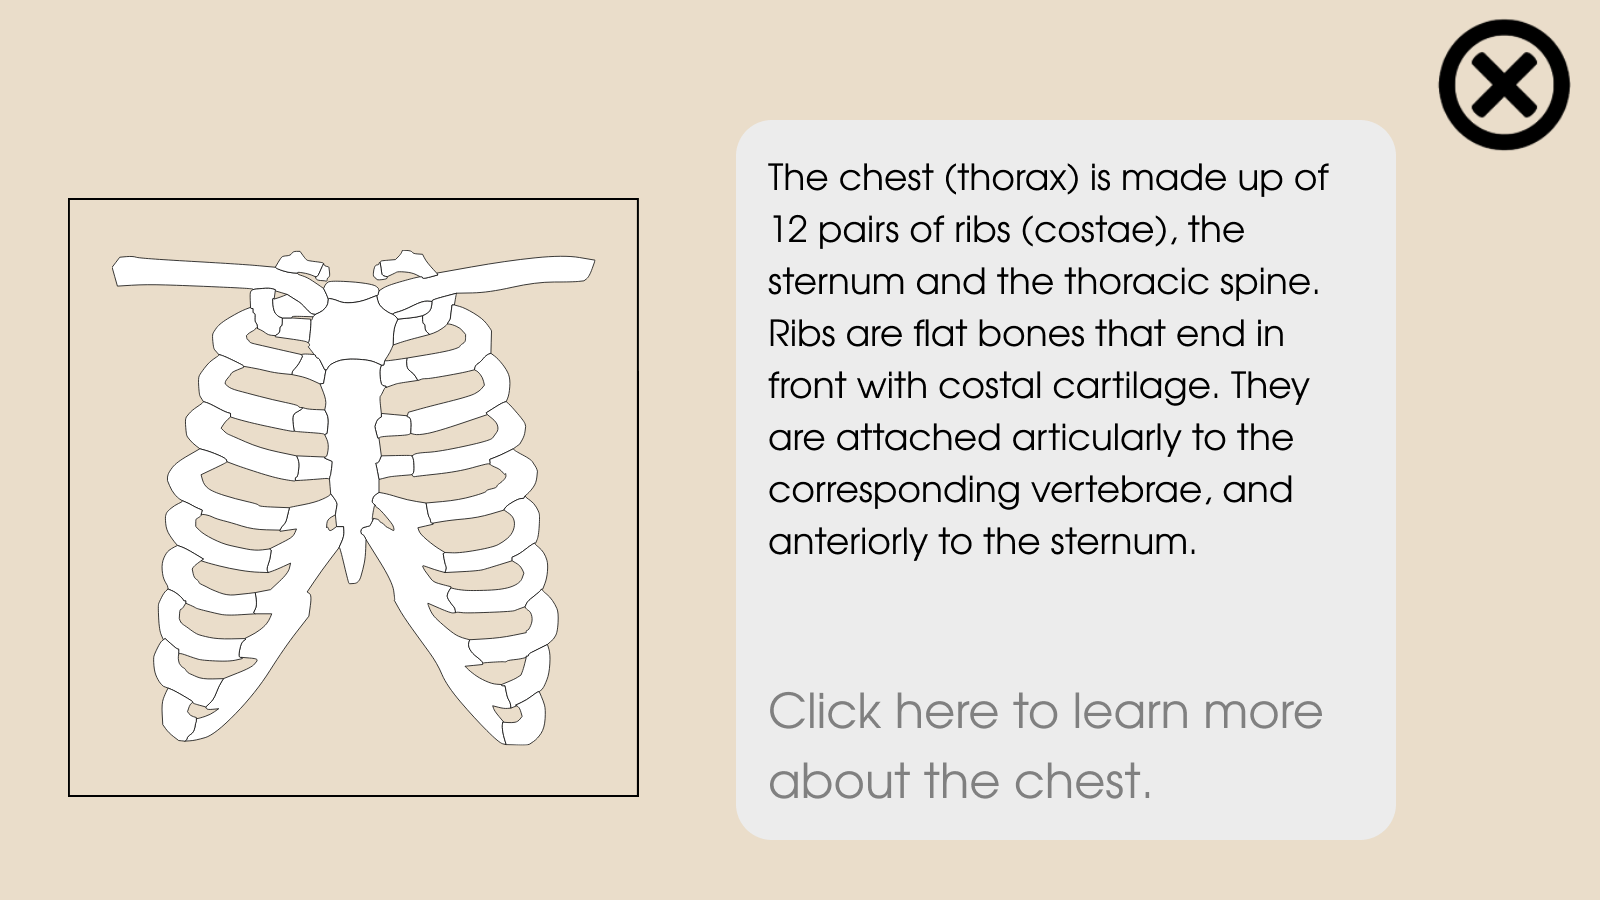 The chest (thorax) is made up of
12 pairs of ribs (costae), the
sternum and the thoracic spine.
Ribs are flat bones that end in
front with costal cartilage. They
are attached articularly to the
corresponding vertebrae, and
anteriorly to the sternum.
Click here to learn more
about the chest.